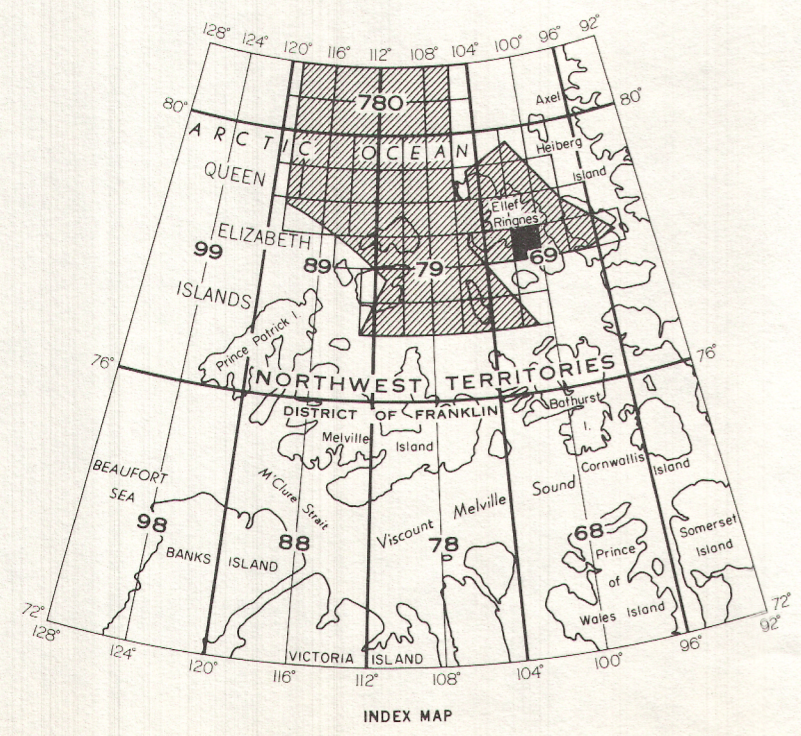 128° 124° 120° 116° 112° 108° 104° 100° 96° 92°
780
Axel
80° 80°
ARCTIC OCEAN
Heiberg
Island
QUEEN
Ellef
Ringnes
ELIZABETH
99 89 79 69
ISLANDS
Prince Patrick I.
76° 76°
NORTHWEST TERRITORIES
DISTRICT OF FRANKLIN
Bathurst
I.
Melville Island
Cornwallis Island
BEAUFORT
SEA
M'Clure Strait
Viscount Melville Sound
98 88 78 68
Somerset
Island
BANKS ISLAND
Prince
of
Wales Island
72° 72°
VICTORIA ISLAND
128° 124° 120° 116° 112° 108° 104° 100° 96° 92°
INDEX MAP